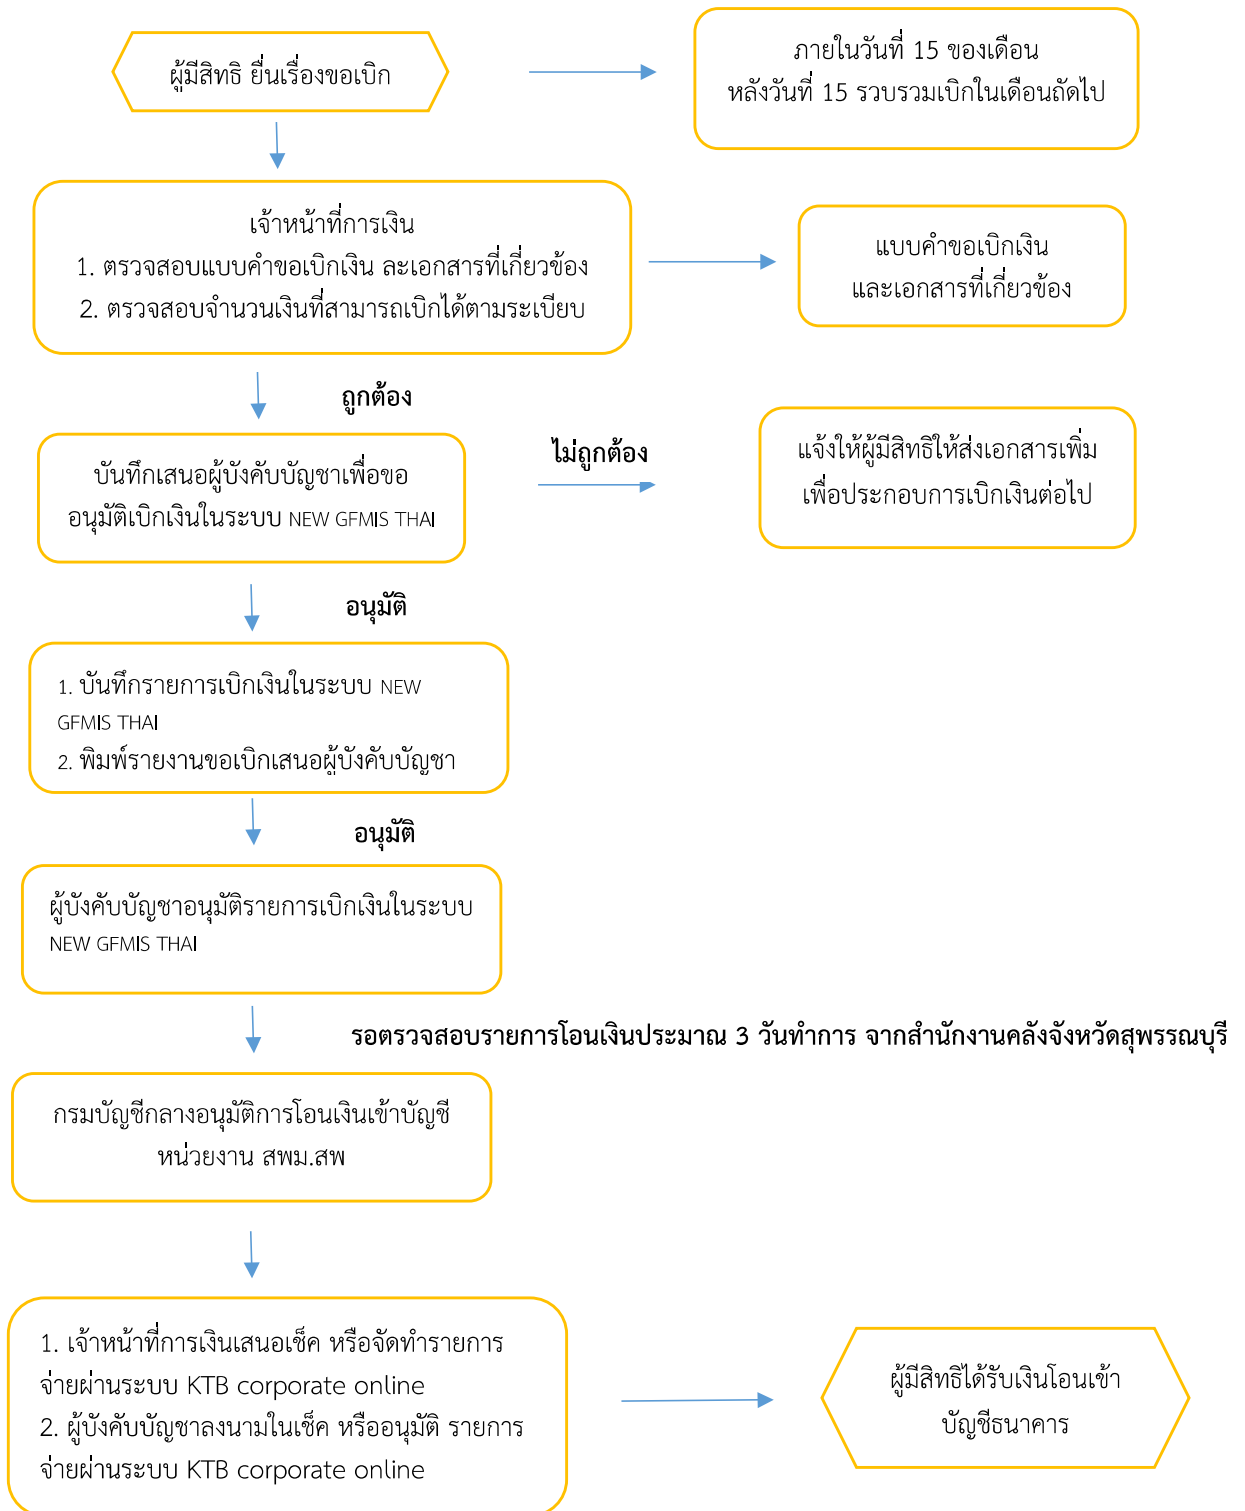 ผู้มีสิทธิ ยื่นเรื่องขอเบิก
ภายในวันที่ 15 ของเดือน
หลังวันที่ 15 รวบรวมเบิกในเดือนถัดไป
เจ้าหน้าที่การเงิน
1. ตรวจสอบแบบคำขอเบิกเงิน ละเอกสารที่เกี่ยวข้อง
2. ตรวจสอบจำนวนเงินที่สามารถเบิกได้ตามระเบียบ
แบบคำขอเบิกเงิน
และเอกสารที่เกี่ยวข้อง
ถูกต้อง
บันทึกเสนอผู้บังคับบัญชาเพื่อขอ
อนุมัติเบิกเงินในระบบ NEW GFMIS THAI
ไม่ถูกต้อง
แจ้งให้ผู้มีสิทธิให้ส่งเอกสารเพิ่ม
เพื่อประกอบการเบิกเงินต่อไป
อนุมัติ
1. บันทึกรายการเบิกเงินในระบบ NEW
GFMIS THAI
2. พิมพ์รายงานขอเบิกเสนอผู้บังคับบัญชา
อนุมัติ
ผู้บังคับบัญชาอนุมัติรายการเบิกเงินในระบบ
NEW GFMIS THAI
รอตรวจสอบรายการโอนเงินประมาณ 3 วันทำการ จากสำนักงานคลังจังหวัดสุพรรณบุรี
กรมบัญชีกลางอนุมัติการโอนเงินเข้าบัญชี
หน่วยงาน สพม.สพ
1. เจ้าหน้าที่การเงินเสนอเช็ค หรือจัดทำรายการ
จ่ายผ่านระบบ KTB corporate online
2. ผู้บังคับบัญชาลงนามในเช็ค หรืออนุมัติ รายการ
จ่ายผ่านระบบ KTB corporate online
ผู้มีสิทธิได้รับเงินโอนเข้า
บัญชีธนาคาร